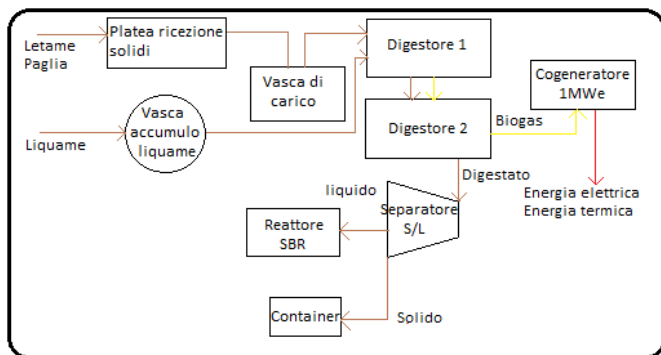 Letame
Paglia
Platea ricezione
solidi
Vasca di
carico
Digestore 1
Cogeneratore
1MWe
Vasca
accumulo
liquame
Liquame
Digestore 2
Biogas
Digestato
Energia elettrica
Energia termica
liquido
Separatore
S/L
Reattore
SBR
Container
Solido